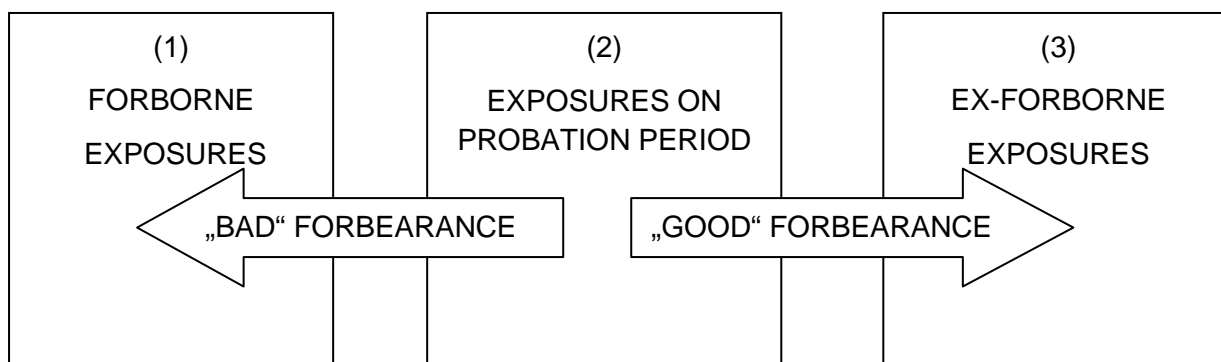 (1)
FORBORNE
EXPOSURES
(2)
EXPOSURES ON
PROBATION PERIOD
(3)
EX-FORBORNE
EXPOSURES
„BAD“ FORBEARANCE
„GOOD“ FORBEARANCE